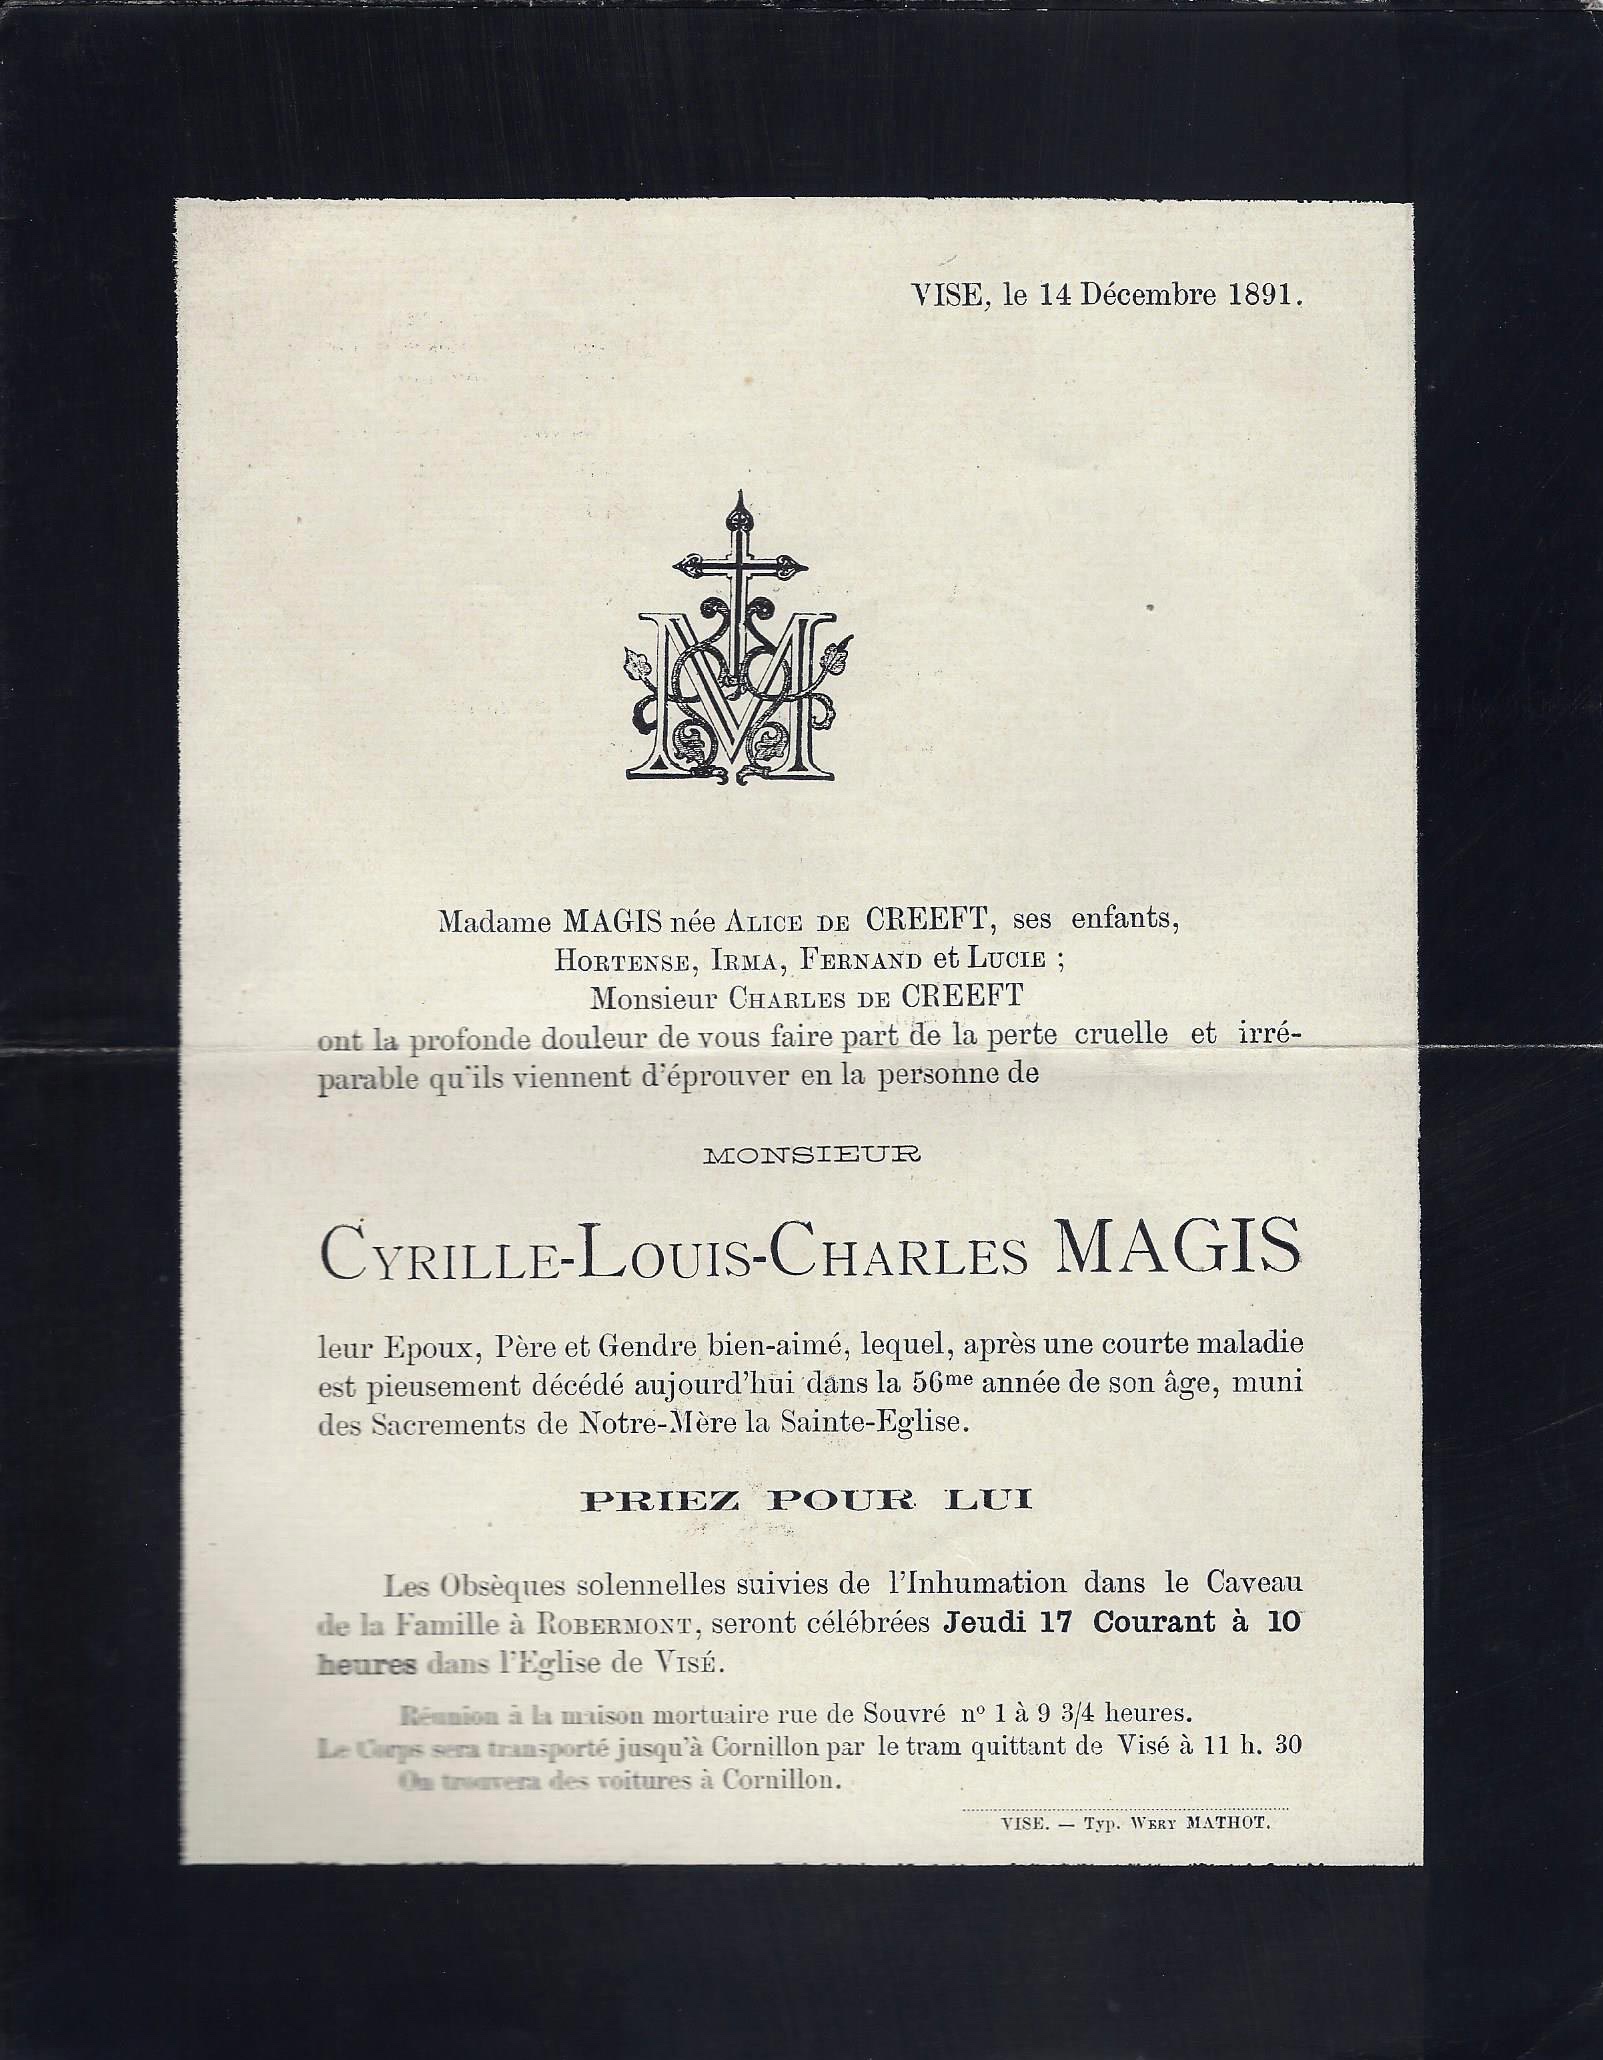 VISE, le 14 Décembre 1891.
M
Madame MAGIS née ALICE DE CREEFT, ses enfants,
HORTENSE, IRMA, FERNAND et LUCIE ;
Monsieur CHARLES DE CREEFT
ont la profonde douleur de vous faire part de la perte cruelle et irré-
parable qu'ils viennent d'éprouver en la personne de
MONSIEUR
CYRILLE-LOUIS-CHARLES MAGIS
leur Epoux, Père et Gendre bien-aimé, lequel, après une courte maladie
est pieusement décédé aujourd'hui dans la 56me année de son âge, muni
des Sacrements de Notre-Mère la Sainte-Eglise.
PRIEZ POUR LUI
Les Obsèques solennelles suivies de l'Inhumation dans le Caveau
de la Famille à ROBERMONT, seront célébrées Jeudi 17 Courant à 10
heures dans l'Eglise de VISÉ.
Réunion à la maison mortuaire rue de Souvré nº 1 à 9 3/4 heures.
Le Corps sera transporté jusqu'à Cornillon par le tram quittant de Visé à 11 h. 30
On trouvera des voitures à Cornillon.
VISE. — Typ. WERY MATHOT.